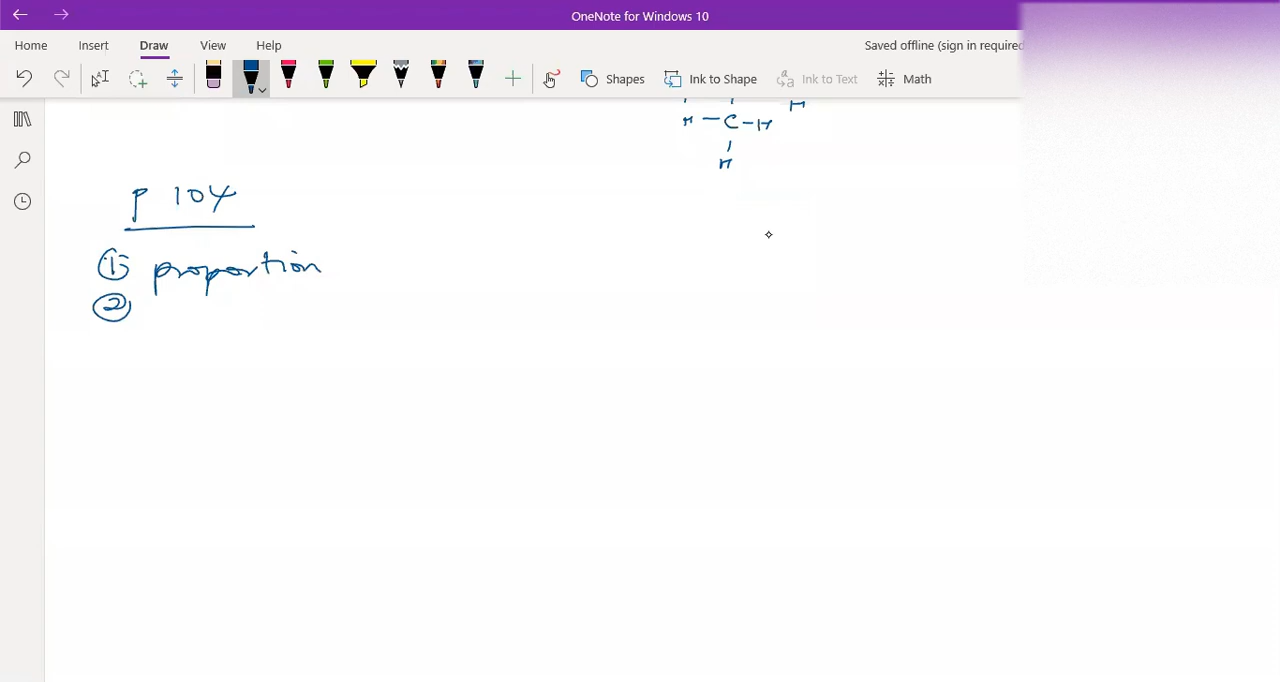 OneNote for Windows 10
Home Insert Draw View Help Saved offline (sign in required
Shapes Ink to Shape Ink to Text Math
H
H — C — H
H
p 104
① proportion
②